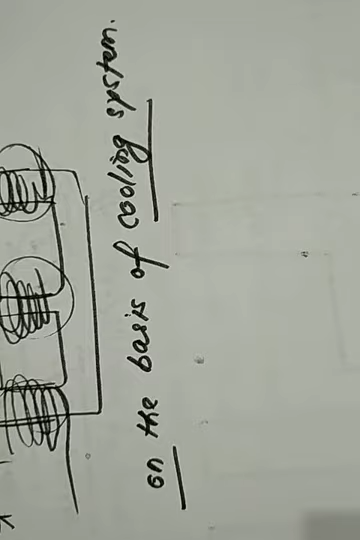 on the basis of cooling system.